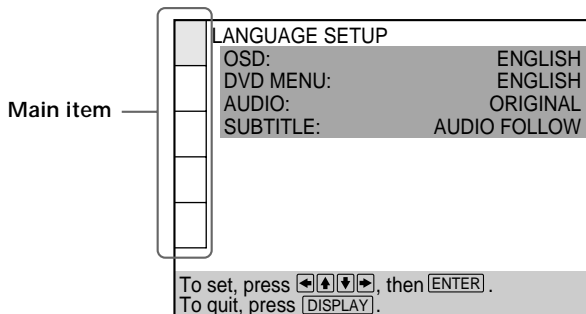 LANGUAGE SETUP
OSD: ENGLISH
DVD MENU: ENGLISH
AUDIO: ORIGINAL
SUBTITLE: AUDIO FOLLOW
Main item
To set, press ←↑↓→, then ENTER.
To quit, press DISPLAY.